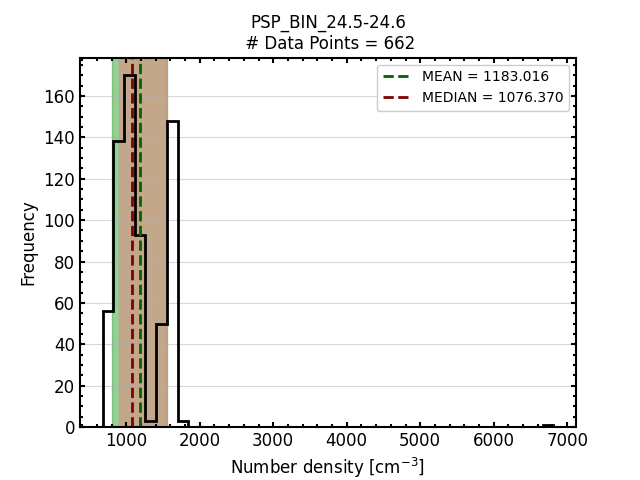 PSP_BIN_24.5-24.6
# Data Points = 662
MEAN = 1183.016
MEDIAN = 1076.370
Frequency
160
140
120
100
80
60
40
20
0
1000 2000 3000 4000 5000 6000 7000
Number density [cm⁻³]